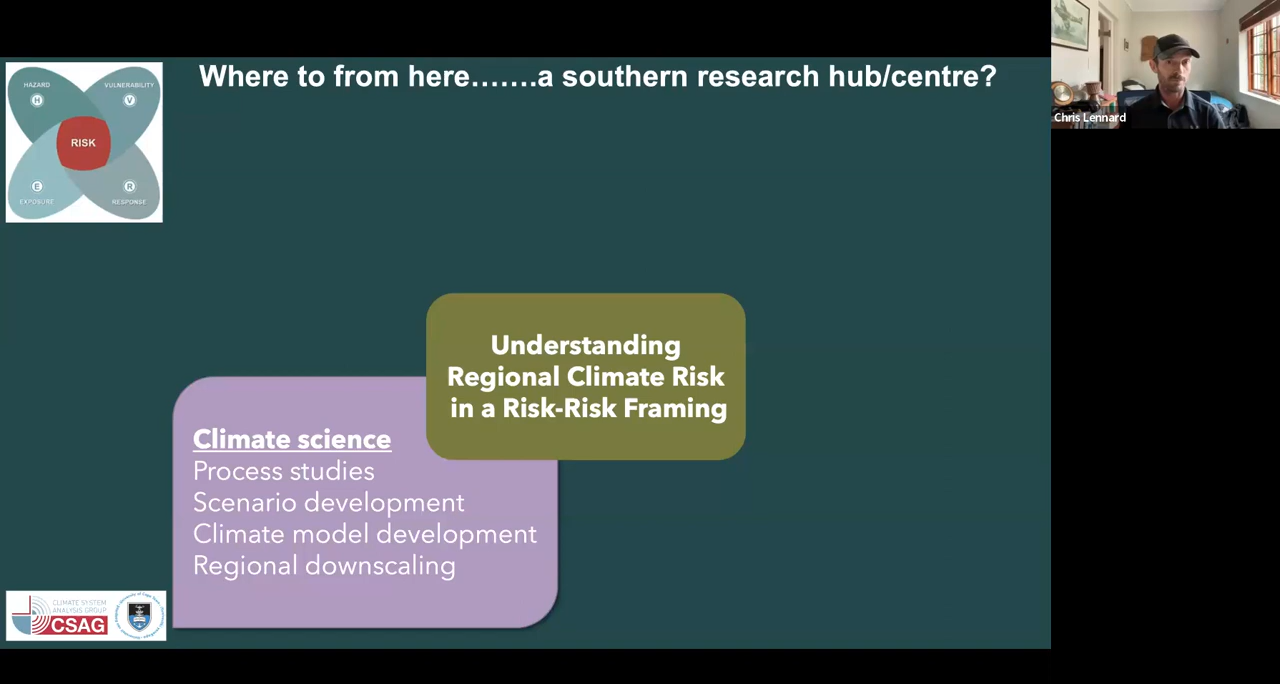 Where to from here…….a southern research hub/centre?
HAZARD
VULNERABILITY
H
V
RISK
E
R
EXPOSURE
RESPONSE
Chris Lennard
Understanding
Regional Climate Risk
in a Risk-Risk Framing
Climate science
Process studies
Scenario development
Climate model development
Regional downscaling
CLIMATE SYSTEM
ANALYSIS GROUP
CSAG